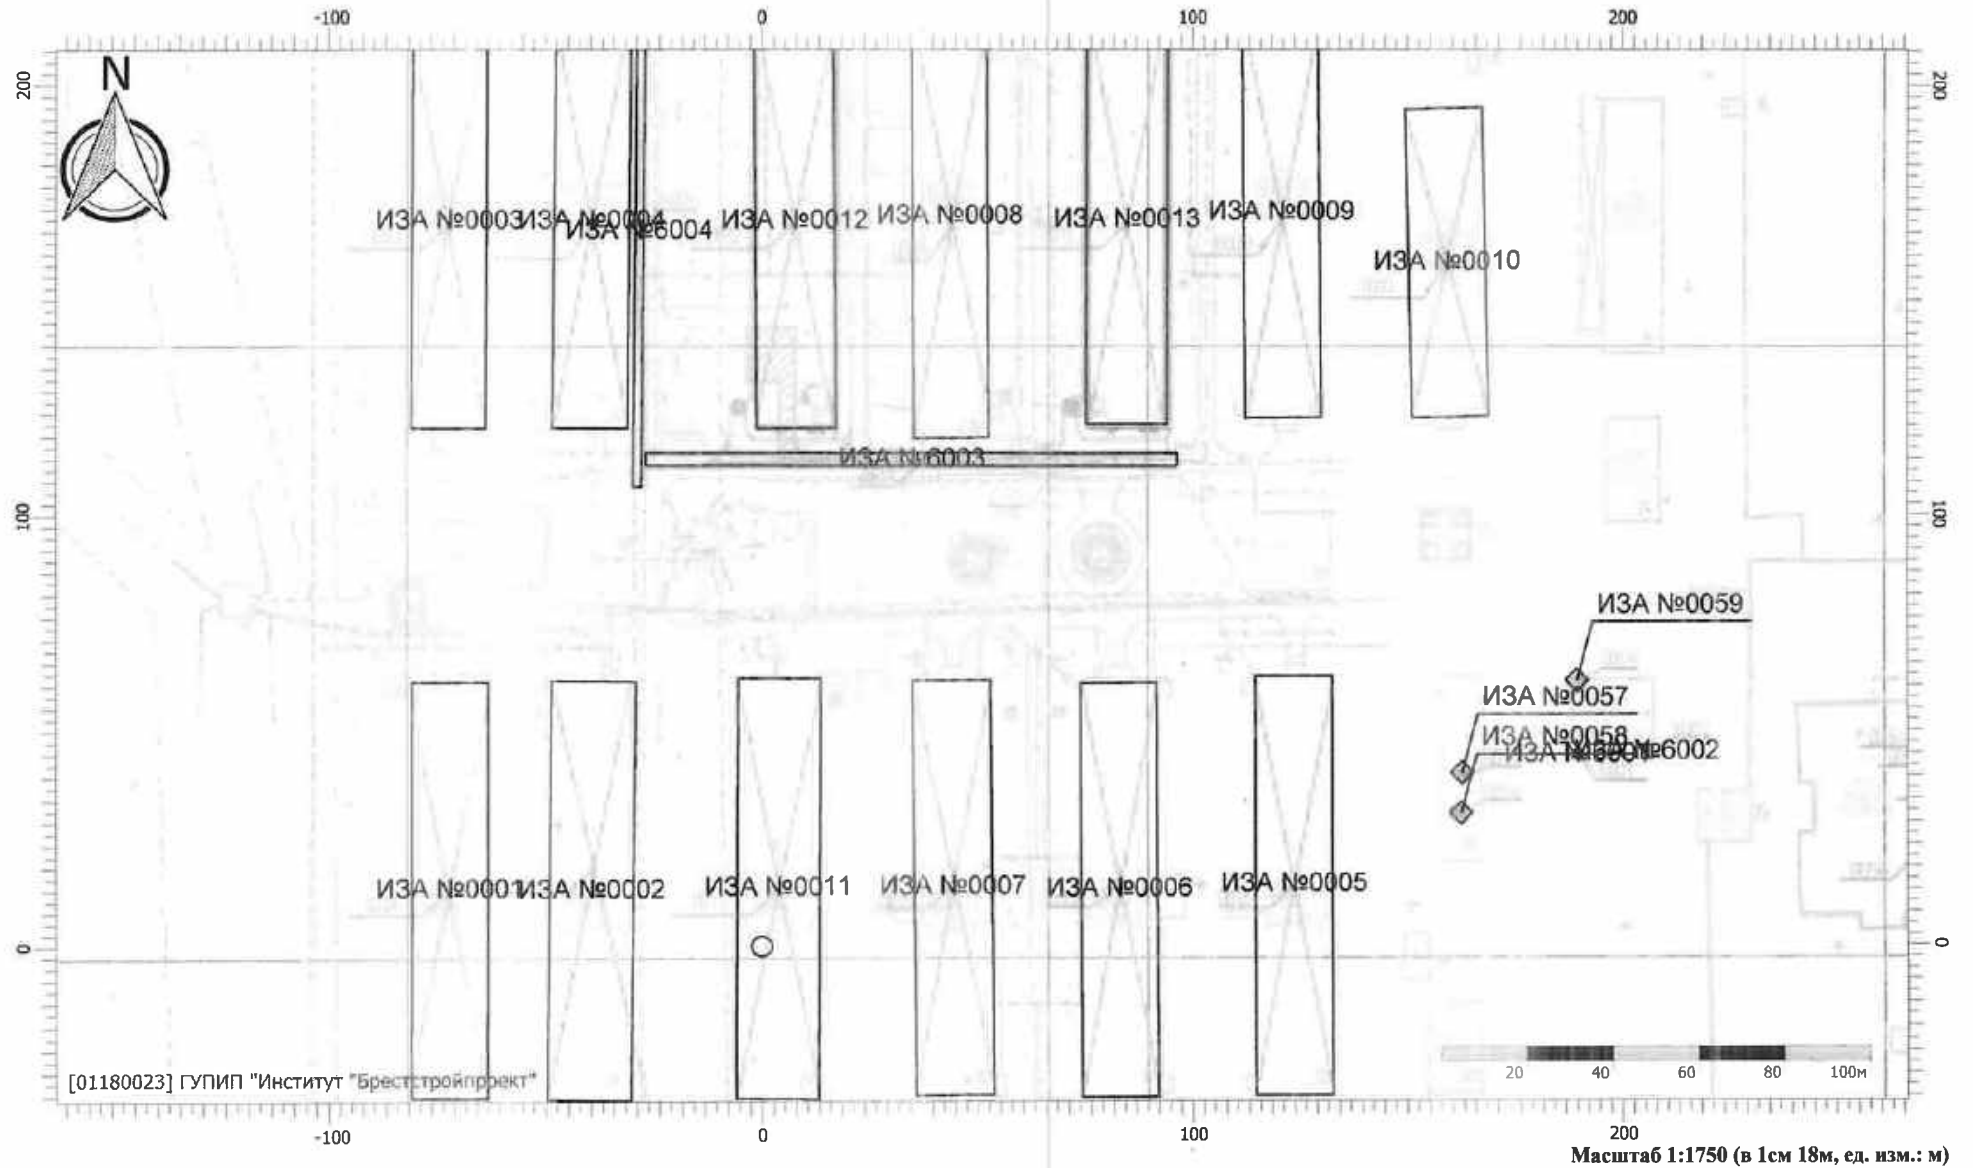 -100 0 100 200
N
200 200
ИЗА №0003 ИЗА №0004 ИЗА №6004 ИЗА №0012 ИЗА №0008 ИЗА №0013 ИЗА №0009
ИЗА №0010
ИЗА №6003
100 100
ИЗА №0059
ИЗА №0057
ИЗА №0058
ИЗА №6002
ИЗА №0001 ИЗА №0002 ИЗА №0011 ИЗА №0007 ИЗА №0006 ИЗА №0005
0 0
20 40 60 80 100м
[01180023] ГУПИП "Институт "Брестстройпроект"
-100 0 100 200
Масштаб 1:1750 (в 1см 18м, ед. изм.: м)